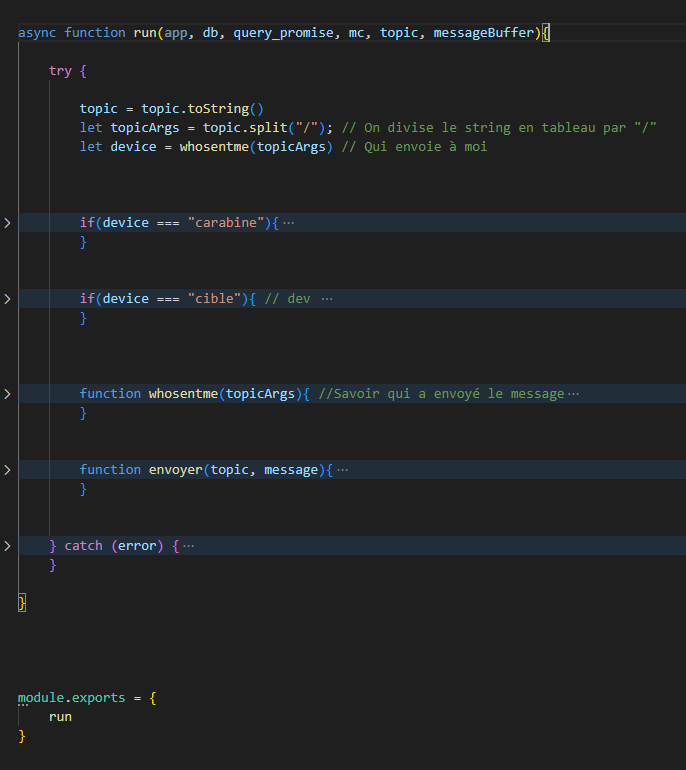 async function run(app, db, query_promise, mc, topic, messageBuffer){
try {
topic = topic.toString()
let topicArgs = topic.split("/"); // On divise le string en tableau par "/"
let device = whosentme(topicArgs) // Qui envoie à moi
if(device === "carabine"){ ⋯
}
if(device === "cible"){ // dev ⋯
}
function whosentme(topicArgs){ //Savoir qui a envoyé le message ⋯
}
function envoyer(topic, message){ ⋯
}
} catch (error) { ⋯
}
}
module.exports = {
run
}